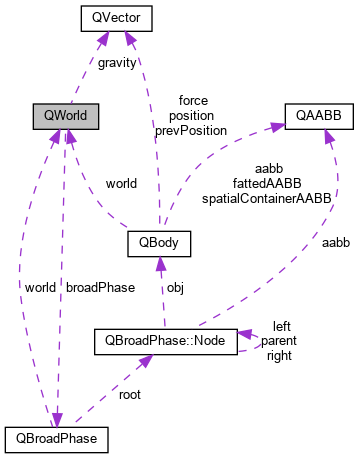 QVector
gravity
QWorld
force
position
prevPosition
QAABB
world
aabb
fattedAABB
spatialContainerAABB
QBody
world
broadPhase
obj
aabb
left
parent
right
QBroadPhase::Node
root
QBroadPhase